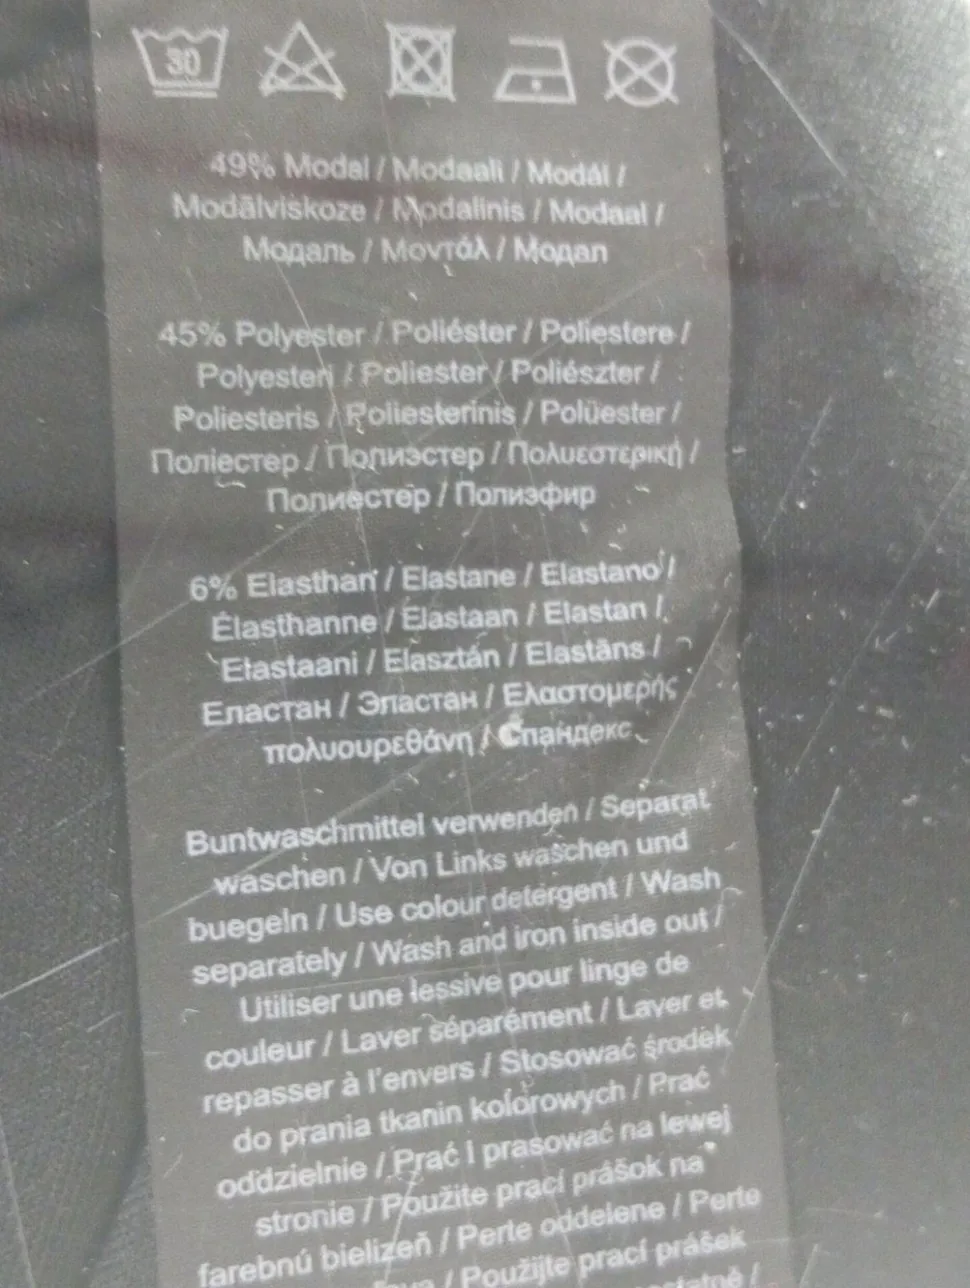 30
49% Modal / Modaali / Modál /
Modālviskoze / Modalinis / Modaal /
Модаль / Μοντάλ / Модал
45% Polyester / Poliéster / Poliestere /
Polyesteri / Poliester / Poliészter /
Poliesteris / Poliesterinis / Polüester /
Поліестер / Полиэстер / Πολυεστερική /
Полиестер / Полиэфир
6% Elasthan / Elastane / Elastano /
Élasthanne / Elastaan / Elastan /
Elastaani / Elasztán / Elastāns /
Еластан / Эластан / Ελαστομερής
πολυουρεθάνη / Спандекс
Buntwaschmittel verwenden / Separat
waschen / Von Links waschen und
buegeln / Use colour detergent / Wash
separately / Wash and iron inside out /
Utiliser une lessive pour linge de
couleur / Laver séparément / Laver et
repasser à l'envers / Stosować środek
do prania tkanin kolorowych / Prać
oddzielnie / Prać I prasować na lewej
stronie / Použite prací prášok na
farebnú bielizeň / Perte oddelene / Perte
/ Použijte prací prášek